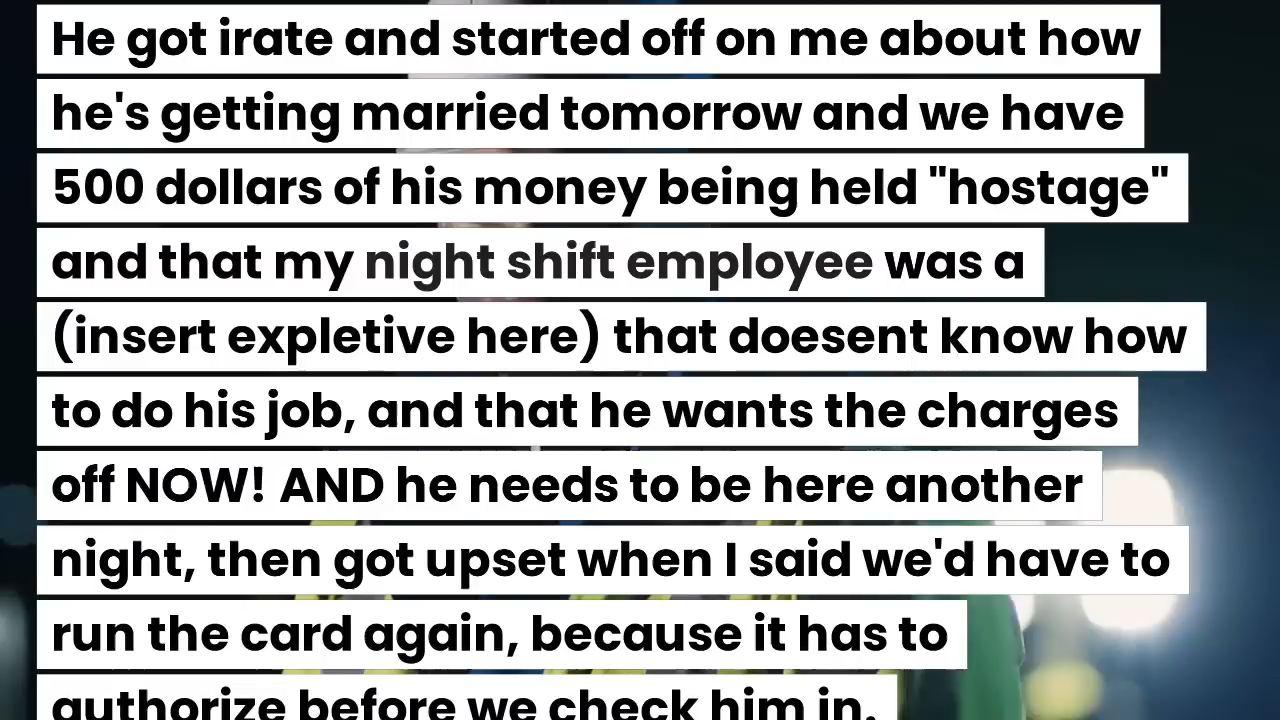 He got irate and started off on me about how
he's getting married tomorrow and we have
500 dollars of his money being held "hostage"
and that my night shift employee was a
(insert expletive here) that doesent know how
to do his job, and that he wants the charges
off NOW! AND he needs to be here another
night, then got upset when I said we'd have to
run the card again, because it has to
authorize before we check him in.